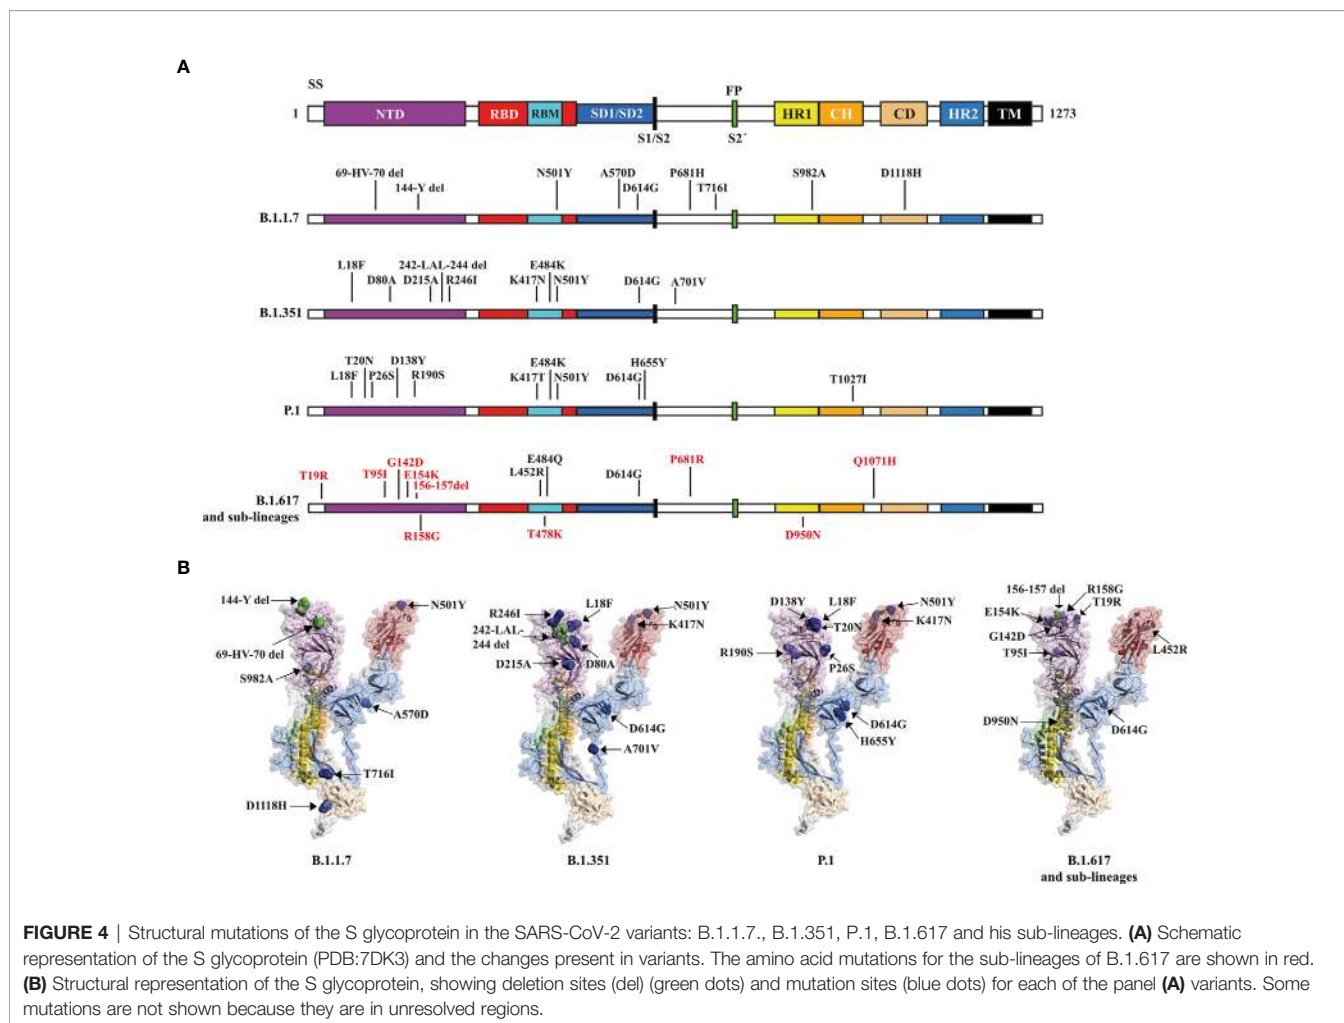 A
SS
FP
1
NTD
RBD
RBM
SD1/SD2
HR1
CH
CD
HR2
TM
1273
S1/S2
S2´
69-HV-70 del
144-Y del
N501Y
A570D
D614G
P681H
T716I
S982A
D1118H
B.1.1.7
L18F
D80A
242-LAL-244 del
D215A
R246I
E484K
K417N
N501Y
D614G
A701V
B.1.351
T20N
D138Y
L18F
P26S
R190S
E484K
K417T
N501Y
H655Y
D614G
T1027I
P.1
T19R
G142D
T95I
E154K
156-157del
E484Q
L452R
D614G
P681R
Q1071H
B.1.617
and sub-lineages
R158G
T478K
D950N
B
144-Y del
N501Y
69-HV-70 del
S982A
A570D
T716I
D1118H
B.1.1.7
R246I
L18F
N501Y
K417N
242-LAL-
244 del
D215A
D80A
D614G
A701V
B.1.351
D138Y
L18F
N501Y
T20N
K417N
R190S
P26S
D614G
H655Y
P.1
156-157 del
R158G
E154K
T19R
G142D
T95I
L452R
D950N
D614G
B.1.617
and sub-lineages
FIGURE 4 | Structural mutations of the S glycoprotein in the SARS-CoV-2 variants: B.1.1.7., B.1.351, P.1, B.1.617 and his sub-lineages. (A) Schematic
representation of the S glycoprotein (PDB:7DK3) and the changes present in variants. The amino acid mutations for the sub-lineages of B.1.617 are shown in red.
(B) Structural representation of the S glycoprotein, showing deletion sites (del) (green dots) and mutation sites (blue dots) for each of the panel (A) variants. Some
mutations are not shown because they are in unresolved regions.